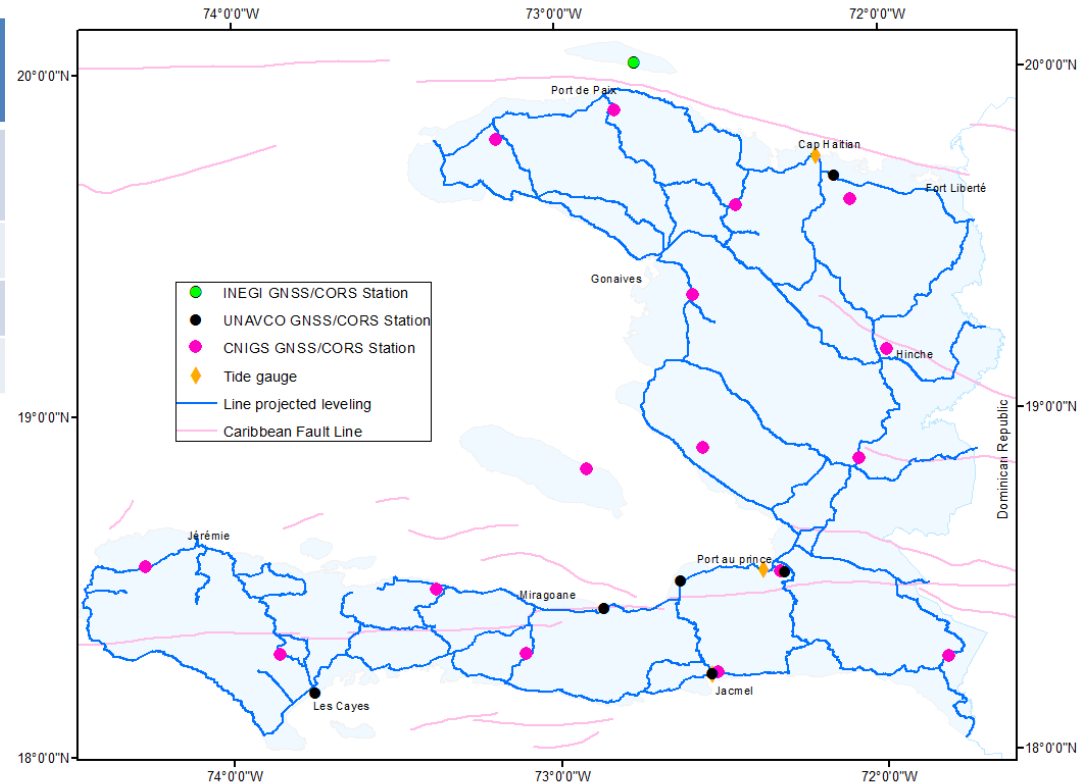 74°0'0"W 73°0'0"W 72°0'0"W
20°0'0"N 20°0'0"N
Port de Paix
Cap Haïtian
Fort Liberté
Gonaives
INEGI GNSS/CORS Station
UNAVCO GNSS/CORS Station
CNIGS GNSS/CORS Station
Tide gauge
Line projected leveling
Caribbean Fault Line
Hinche
19°0'0"N 19°0'0"N
Dominican Republic
Jérémie
Port au prince
Miragoane
Jacmel
Les Cayes
18°0'0"N 18°0'0"N
74°0'0"W 73°0'0"W 72°0'0"W